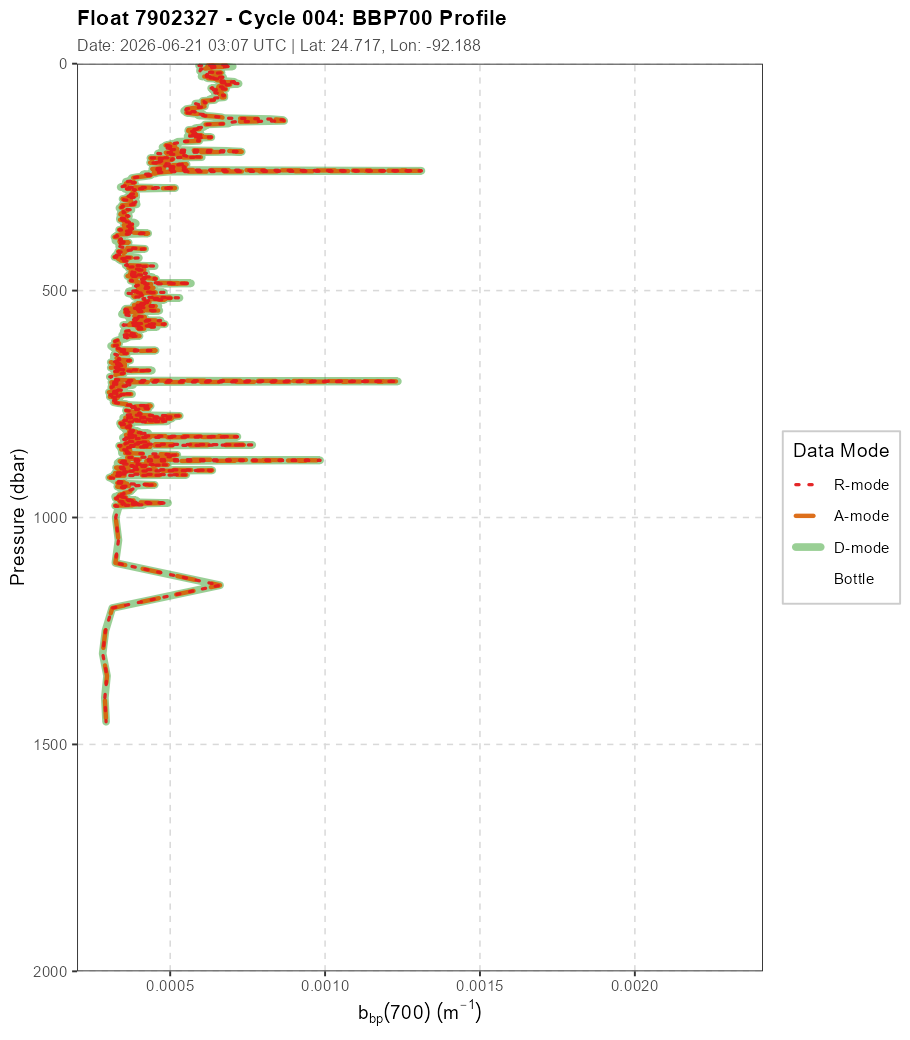 Float 7902327 - Cycle 004: BBP700 Profile
Date: 2026-06-21 03:07 UTC | Lat: 24.717, Lon: -92.188
0
500
1000
1500
2000
Pressure (dbar)
0.0005
0.0010
0.0015
0.0020
b_bp(700) (m⁻¹)
Data Mode
R-mode
A-mode
D-mode
Bottle